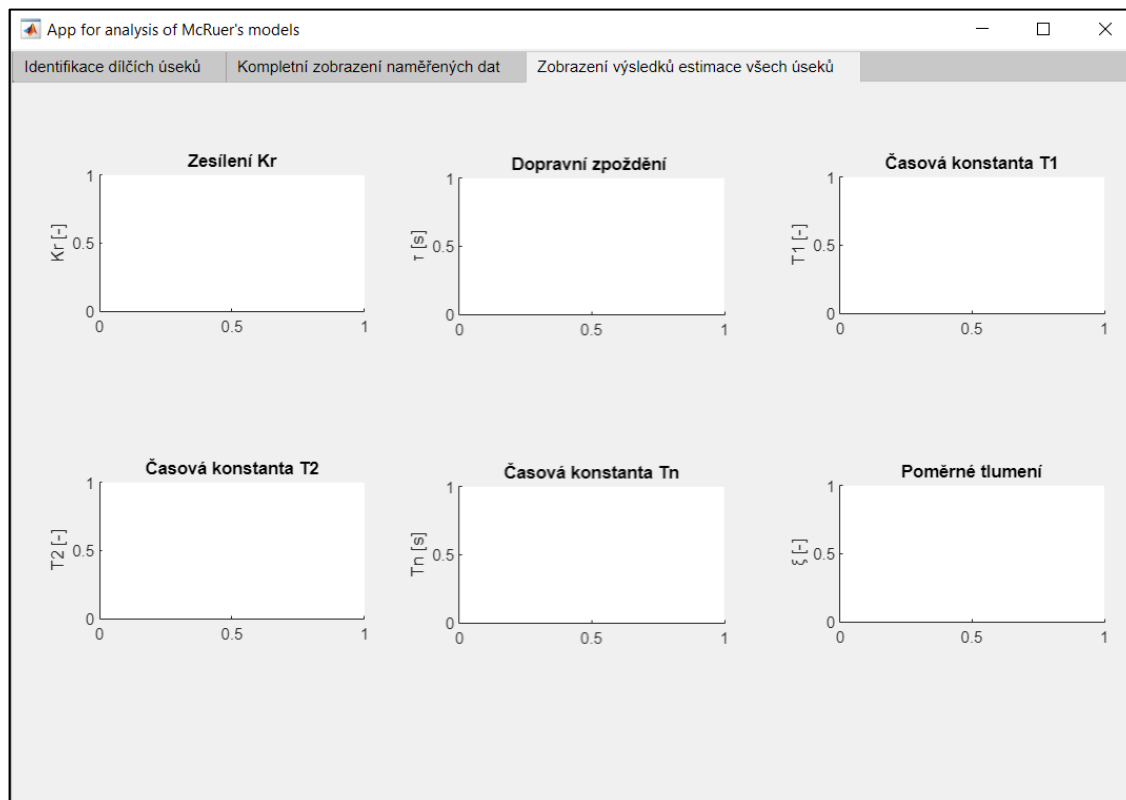 App for analysis of McRuer's models
Identifikace dílčích úseků
Kompletní zobrazení naměřených dat
Zobrazení výsledků estimace všech úseků
Zesílení Kr
Kr [-]
1
0.5
0
0
0.5
1
Dopravní zpoždění
τ [s]
1
0.5
0
0
0.5
1
Časová konstanta T1
T1 [-]
1
0.5
0
0
0.5
1
Časová konstanta T2
T2 [-]
1
0.5
0
0
0.5
1
Časová konstanta Tn
Tn [s]
1
0.5
0
0
0.5
1
Poměrné tlumení
ξ [-]
1
0.5
0
0
0.5
1